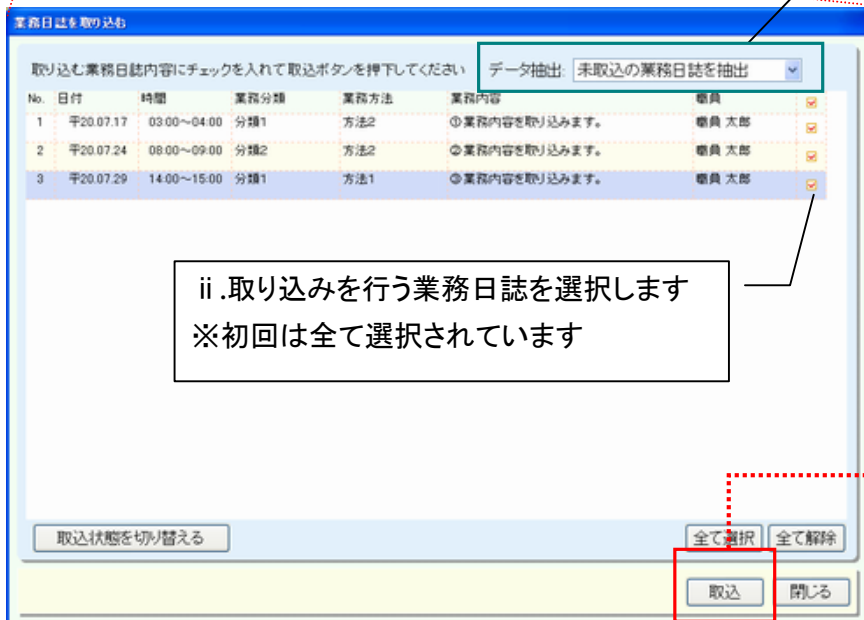 業務日誌を取り込む
取り込む業務日誌内容にチェックを入れて取込ボタンを押下してください データ抽出: 未取込の業務日誌を抽出
No. 日付 時間 業務分類 業務方法 業務内容 職員
1 平20.07.17 03:00～04:00 分類1 方法2 ①業務内容を取り込みます。 職員 太郎
2 平20.07.24 08:00～09:00 分類2 方法2 ②業務内容を取り込みます。 職員 太郎
3 平20.07.29 14:00～15:00 分類1 方法1 ③業務内容を取り込みます。 職員 太郎
ⅱ.取り込みを行う業務日誌を選択します
※初回は全て選択されています
取込状態を切り替える 全て選択 全て解除
取込 閉じる